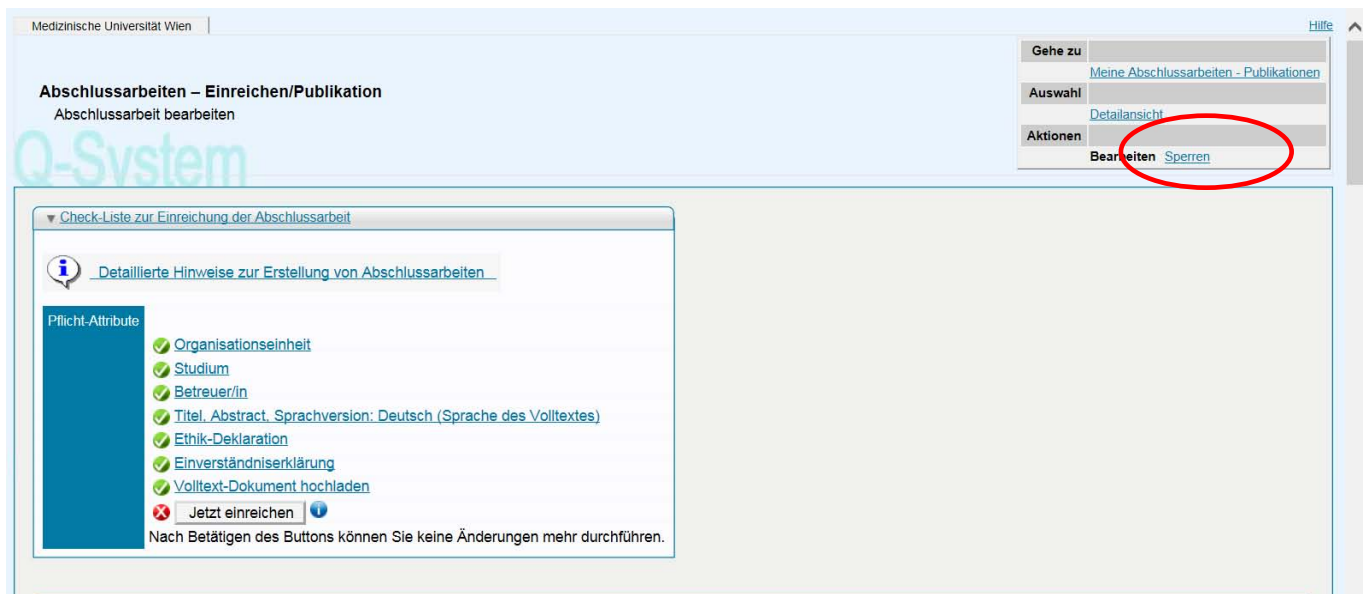 Medizinische Universität Wien
Hilfe
Gehe zu
Meine Abschlussarbeiten - Publikationen
Abschlussarbeiten – Einreichen/Publikation
Auswahl
Abschlussarbeit bearbeiten
Detailansicht
Aktionen
Q-System
Bearbeiten Sperren
Check-Liste zur Einreichung der Abschlussarbeit
Detaillierte Hinweise zur Erstellung von Abschlussarbeiten
Pflicht-Attribute
Organisationseinheit
Studium
Betreuer/in
Titel, Abstract, Sprachversion: Deutsch (Sprache des Volltextes)
Ethik-Deklaration
Einverständniserklärung
Volltext-Dokument hochladen
Jetzt einreichen
Nach Betätigen des Buttons können Sie keine Änderungen mehr durchführen.